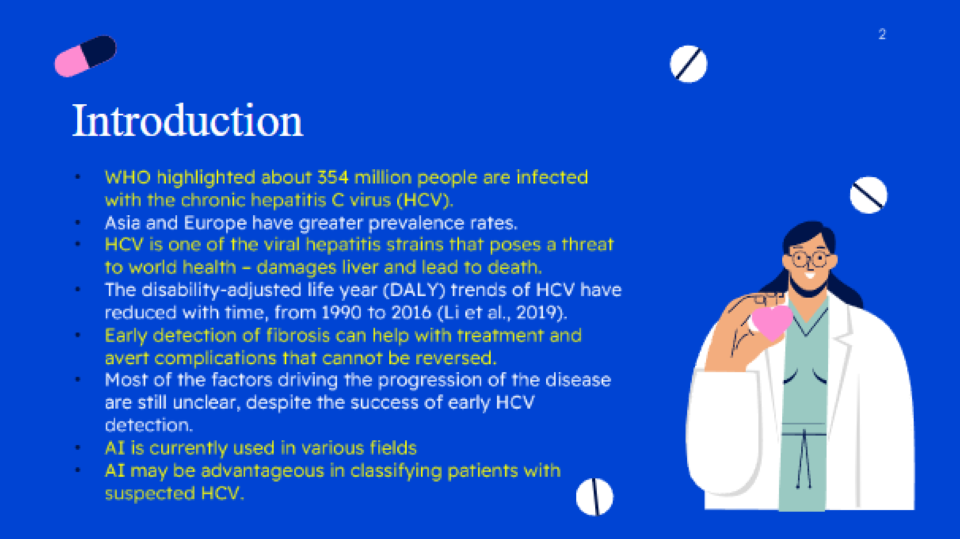 2
Introduction
• WHO highlighted about 354 million people are infected
with the chronic hepatitis C virus (HCV).
• Asia and Europe have greater prevalence rates.
• HCV is one of the viral hepatitis strains that poses a threat
to world health – damages liver and lead to death.
• The disability-adjusted life year (DALY) trends of HCV have
reduced with time, from 1990 to 2016 (Li et al., 2019).
• Early detection of fibrosis can help with treatment and
avert complications that cannot be reversed.
• Most of the factors driving the progression of the disease
are still unclear, despite the success of early HCV
detection.
• AI is currently used in various fields
• AI may be advantageous in classifying patients with
suspected HCV.